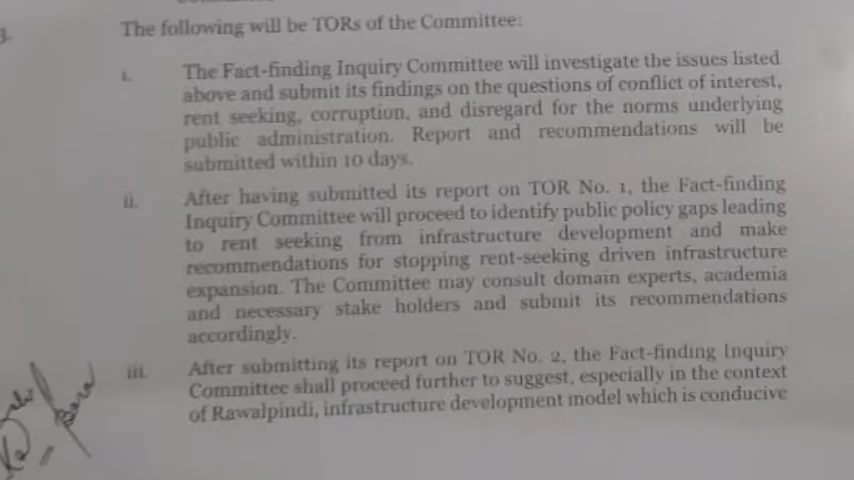 3. The following will be TORs of the Committee:
i. The Fact-finding Inquiry Committee will investigate the issues listed
above and submit its findings on the questions of conflict of interest,
rent seeking, corruption, and disregard for the norms underlying
public administration. Report and recommendations will be
submitted within 10 days.
ii. After having submitted its report on TOR No. 1, the Fact-finding
Inquiry Committee will proceed to identify public policy gaps leading
to rent seeking from infrastructure development and make
recommendations for stopping rent-seeking driven infrastructure
expansion. The Committee may consult domain experts, academia
and necessary stake holders and submit its recommendations
accordingly.
iii. After submitting its report on TOR No. 2, the Fact-finding Inquiry
Committee shall proceed further to suggest, especially in the context
of Rawalpindi, infrastructure development model which is conducive